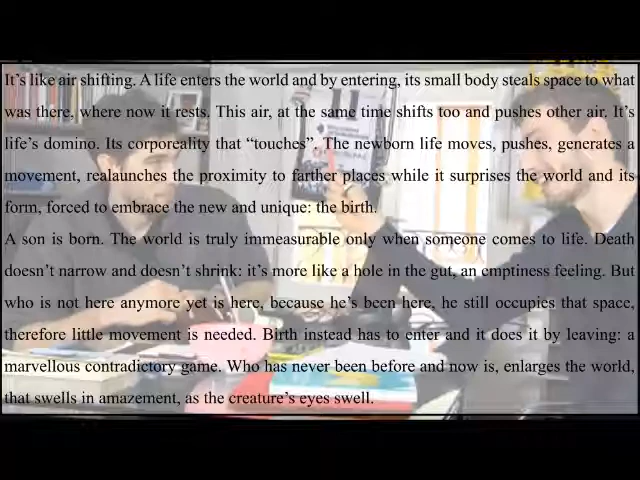 It’s like air shifting. A life enters the world and by entering, its small body steals space to what
was there, where now it rests. This air, at the same time shifts too and pushes other air. It’s
life’s domino. Its corporeality that “touches”. The newborn life moves, pushes, generates a
movement, realaunches the proximity to farther places while it surprises the world and its
form, forced to embrace the new and unique: the birth.
A son is born. The world is truly immeasurable only when someone comes to life. Death
doesn’t narrow and doesn’t shrink: it’s more like a hole in the gut, an emptiness feeling. But
who is not here anymore yet is here, because he’s been here, he still occupies that space,
therefore little movement is needed. Birth instead has to enter and it does it by leaving: a
marvellous contradictory game. Who has never been before and now is, enlarges the world,
that swells in amazement, as the creature’s eyes swell.